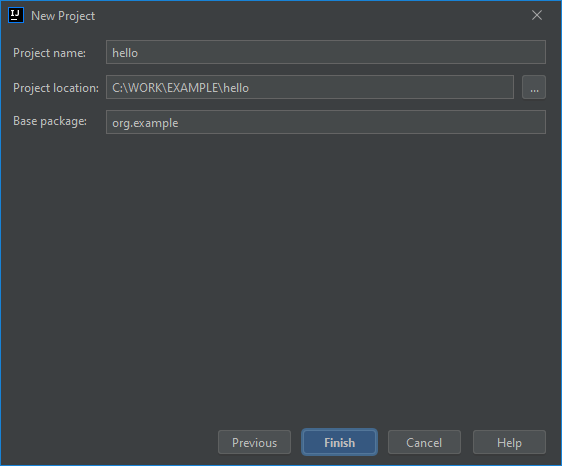 IJ New Project
Project name: hello
Project location: C:\WORK\EXAMPLE\hello ...
Base package: org.example
Previous Finish Cancel Help